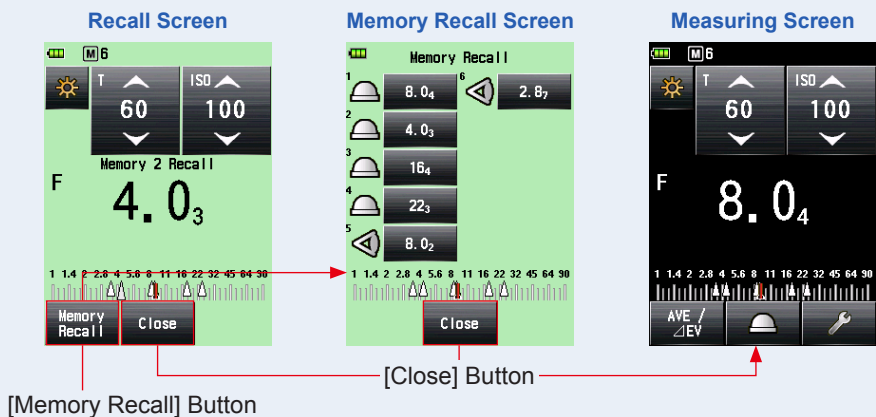 Recall Screen
Memory Recall Screen
Measuring Screen
M 6
T
60
ISO
100
Memory 2 Recall
F
4.0₃
1 1.4 2 2.8 4 5.6 8 11 16 22 32 45 64 90
Memory
Recall
Close
Memory Recall
1
8.0₄
2
4.0₃
3
16₄
4
22₃
5
8.0₂
6
2.8₇
1 1.4 2 2.8 4 5.6 8 11 16 22 32 45 64 90
Close
M 6
T
60
ISO
100
F
8.0₄
1 1.4 2 2.8 4 5.6 8 11 16 22 32 45 64 90
AVE /
⊿EV
[Close] Button
[Memory Recall] Button